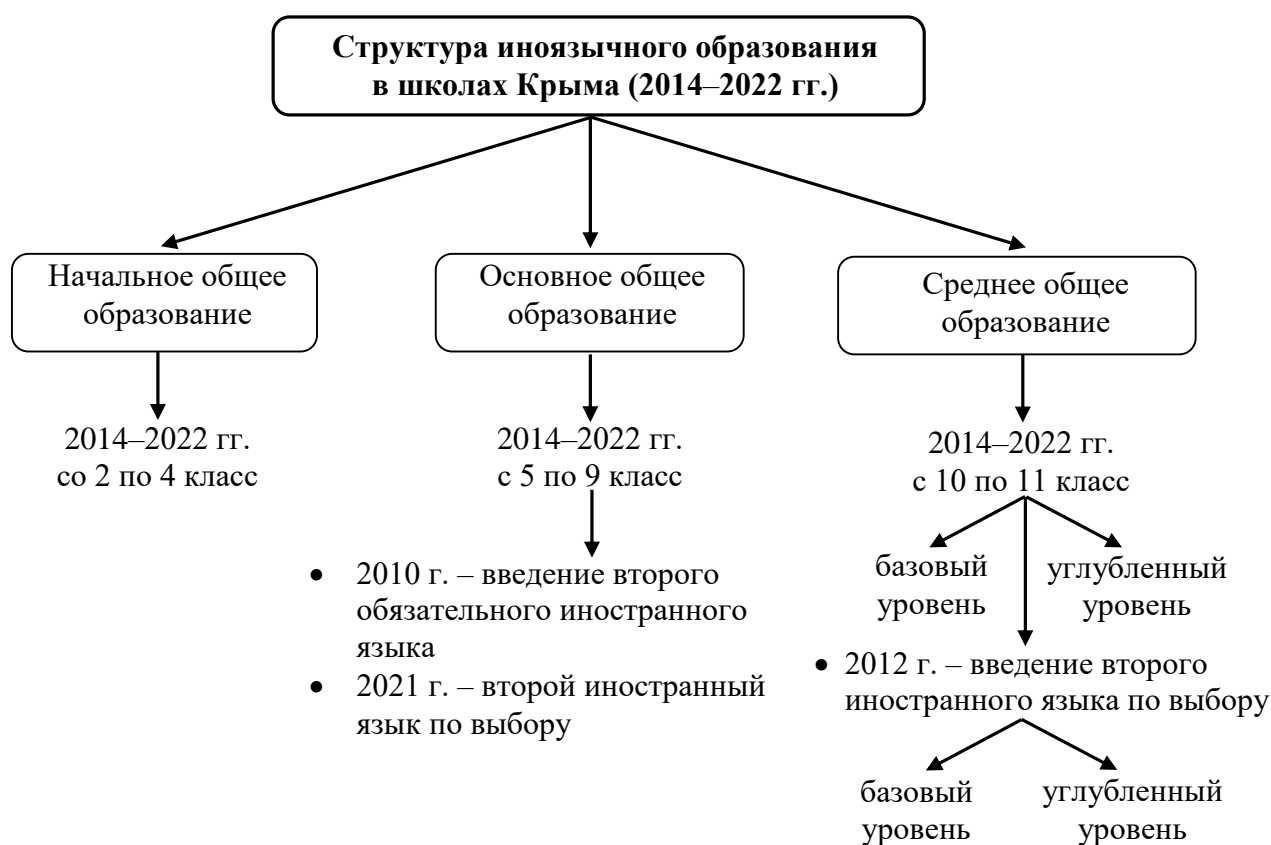 Структура иноязычного образования
в школах Крыма (2014–2022 гг.)
Начальное общее
образование
2014–2022 гг.
со 2 по 4 класс
Основное общее
образование
2014–2022 гг.
с 5 по 9 класс
• 2010 г. – введение второго
обязательного иностранного
языка
• 2021 г. – второй иностранный
язык по выбору
Среднее общее
образование
2014–2022 гг.
с 10 по 11 класс
базовый
уровень
углубленный
уровень
• 2012 г. – введение второго
иностранного языка по выбору
базовый
уровень
углубленный
уровень